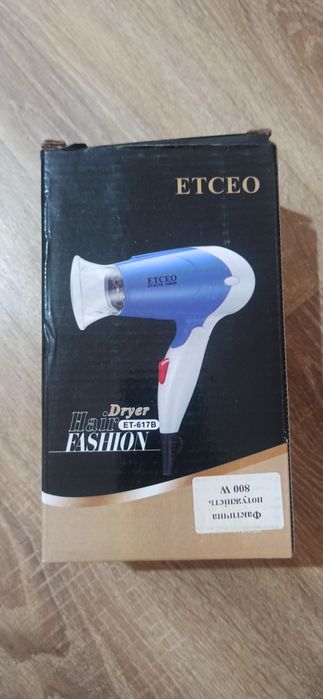 ETCEO
ETCEO
Dryer
Hair
ET-617B
FASHION
Фактична
потужність
800 W